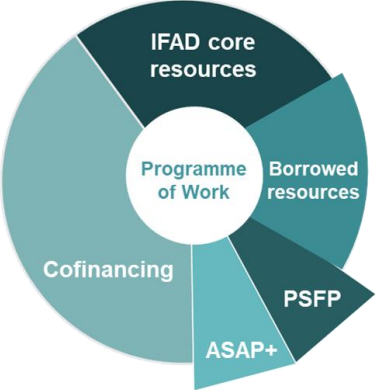 IFAD core
resources
Programme
of Work
Borrowed
resources
Cofinancing
PSFP
ASAP+